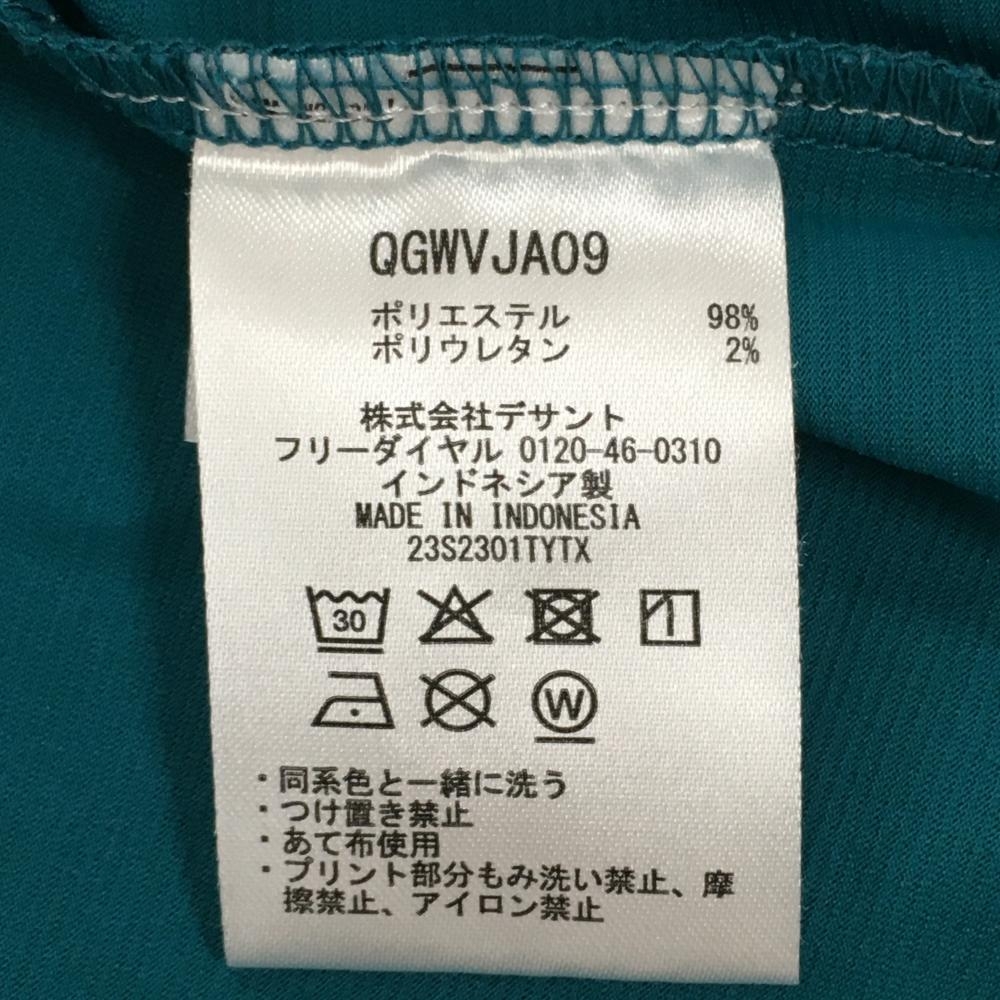 QGWVJA09
ポリエステル 98%
ポリウレタン 2%
株式会社デサント
フリーダイヤル 0120-46-0310
インドネシア製
MADE IN INDONESIA
23S2301TYTX
30
W
・同系色と一緒に洗う
・つけ置き禁止
・あて布使用
・プリント部分もみ洗い禁止、摩
擦禁止、アイロン禁止